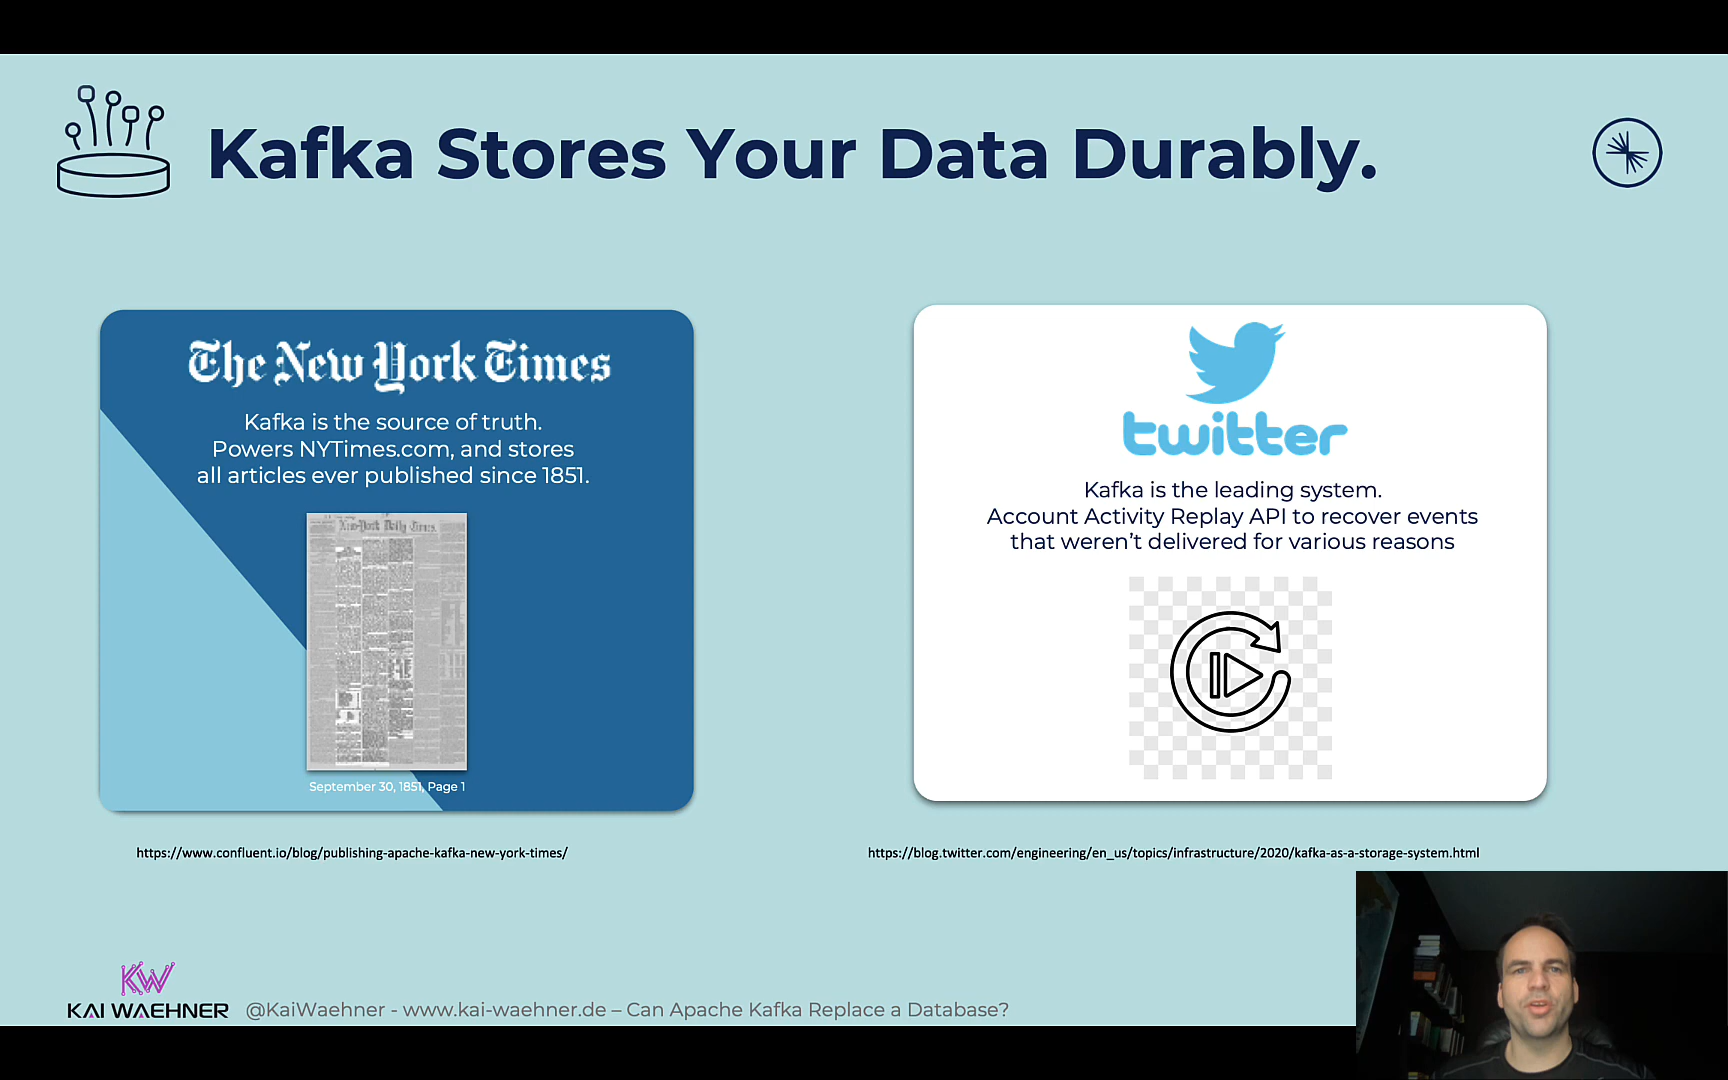 Kafka Stores Your Data Durably.
The New York Times
Kafka is the source of truth.
Powers NYTimes.com, and stores
all articles ever published since 1851.
New-York Daily Times.
September 30, 1851, Page 1
https://www.confluent.io/blog/publishing-apache-kafka-new-york-times/
twitter
Kafka is the leading system.
Account Activity Replay API to recover events
that weren't delivered for various reasons
https://blog.twitter.com/engineering/en_us/topics/infrastructure/2020/kafka-as-a-storage-system.html
KW
KAI WAEHNER
@KaiWaehner - www.kai-waehner.de – Can Apache Kafka Replace a Database?